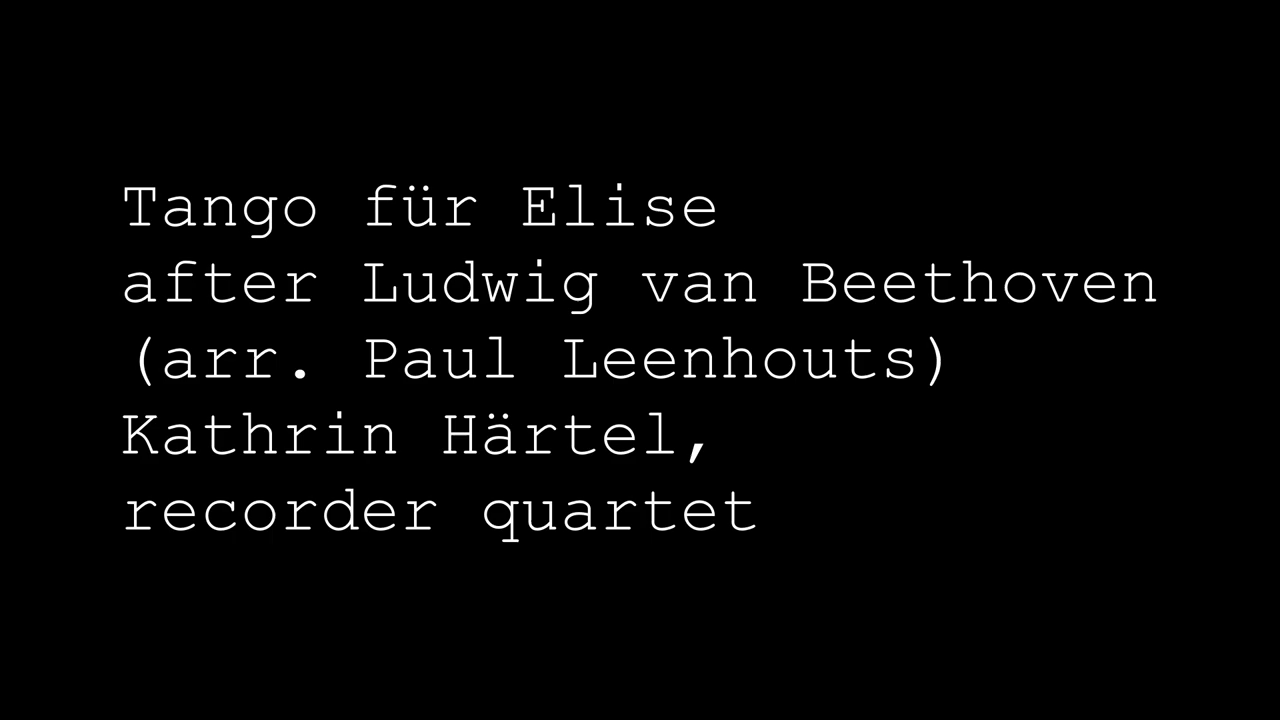 Tango für Elise
after Ludwig van Beethoven
(arr. Paul Leenhouts)
Kathrin Härtel,
recorder quartet